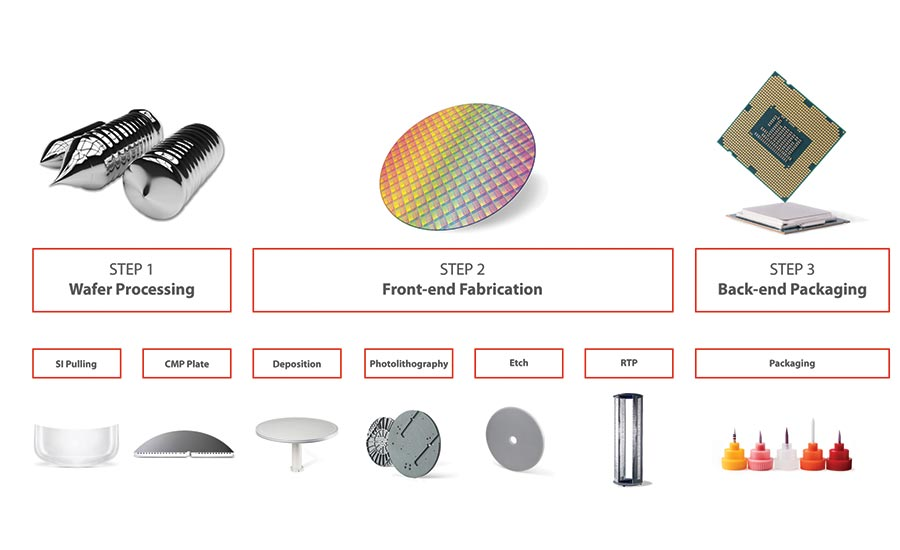 STEP 1
Wafer Processing
STEP 2
Front-end Fabrication
STEP 3
Back-end Packaging
SI Pulling
CMP Plate
Deposition
Photolithography
Etch
RTP
Packaging